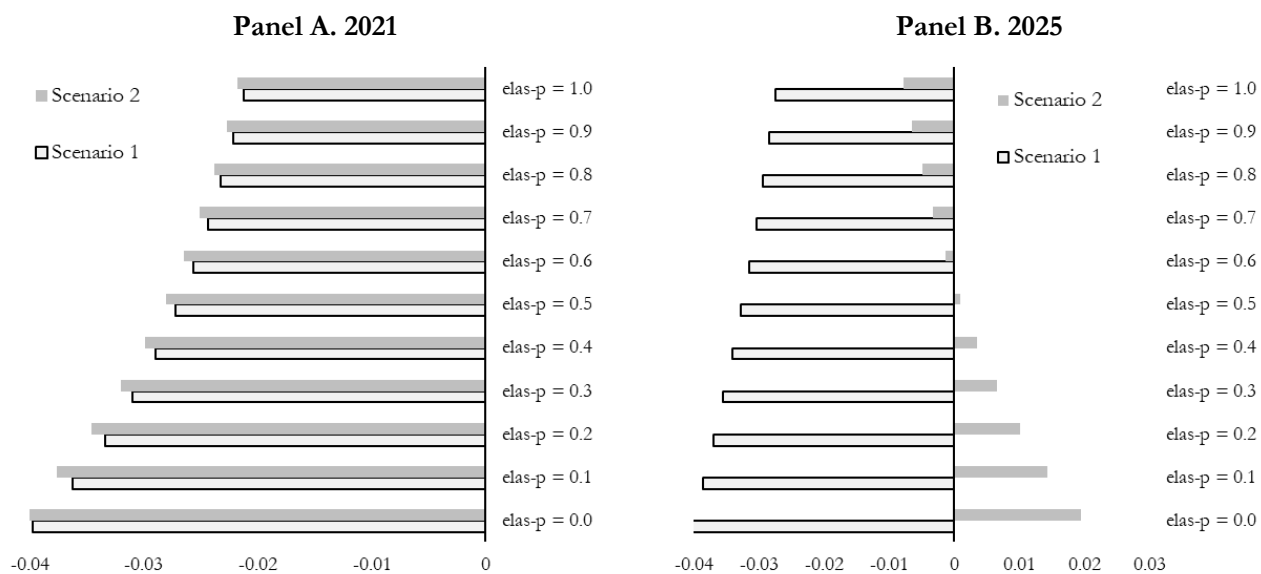 Panel A. 2021
Scenario 2
Scenario 1
elas-p = 1.0
elas-p = 0.9
elas-p = 0.8
elas-p = 0.7
elas-p = 0.6
elas-p = 0.5
elas-p = 0.4
elas-p = 0.3
elas-p = 0.2
elas-p = 0.1
elas-p = 0.0
-0.04 -0.03 -0.02 -0.01 0
Panel B. 2025
Scenario 2
Scenario 1
elas-p = 1.0
elas-p = 0.9
elas-p = 0.8
elas-p = 0.7
elas-p = 0.6
elas-p = 0.5
elas-p = 0.4
elas-p = 0.3
elas-p = 0.2
elas-p = 0.1
elas-p = 0.0
-0.04 -0.03 -0.02 -0.01 0 0.01 0.02 0.03